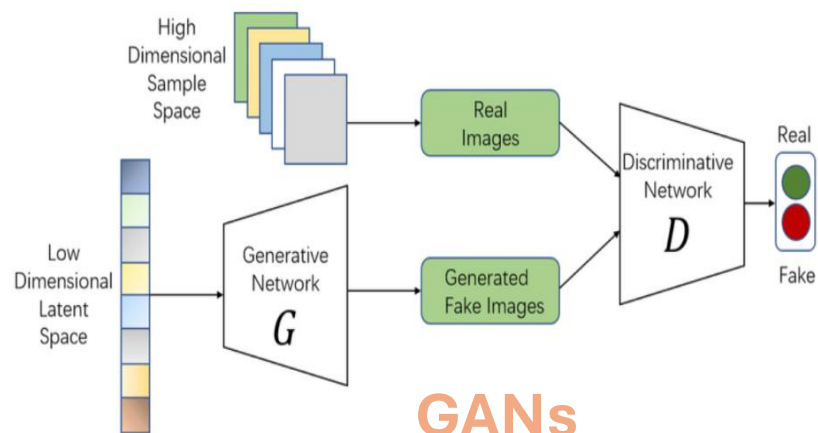 High
Dimensional
Sample
Space
Real
Images
Real
Discriminative
Network
D
Fake
Low
Dimensional
Latent
Space
Generative
Network
G
Generated
Fake Images
GANs